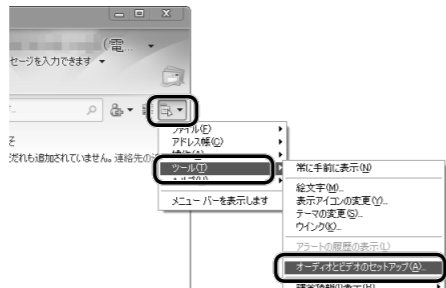 (電...
セージを入力できます
そ
だれも追加されていません。連絡先の
ファイル(F)
アドレス帳(C)
ツール(T)
メニュー バーを表示します
常に手前に表示(N)
絵文字(M)...
表示アイコンの変更(Y)...
テーマの変更(S)...
ウインク(K)...
アラートの履歴の表示(L)
オーディオとビデオのセットアップ(A)...